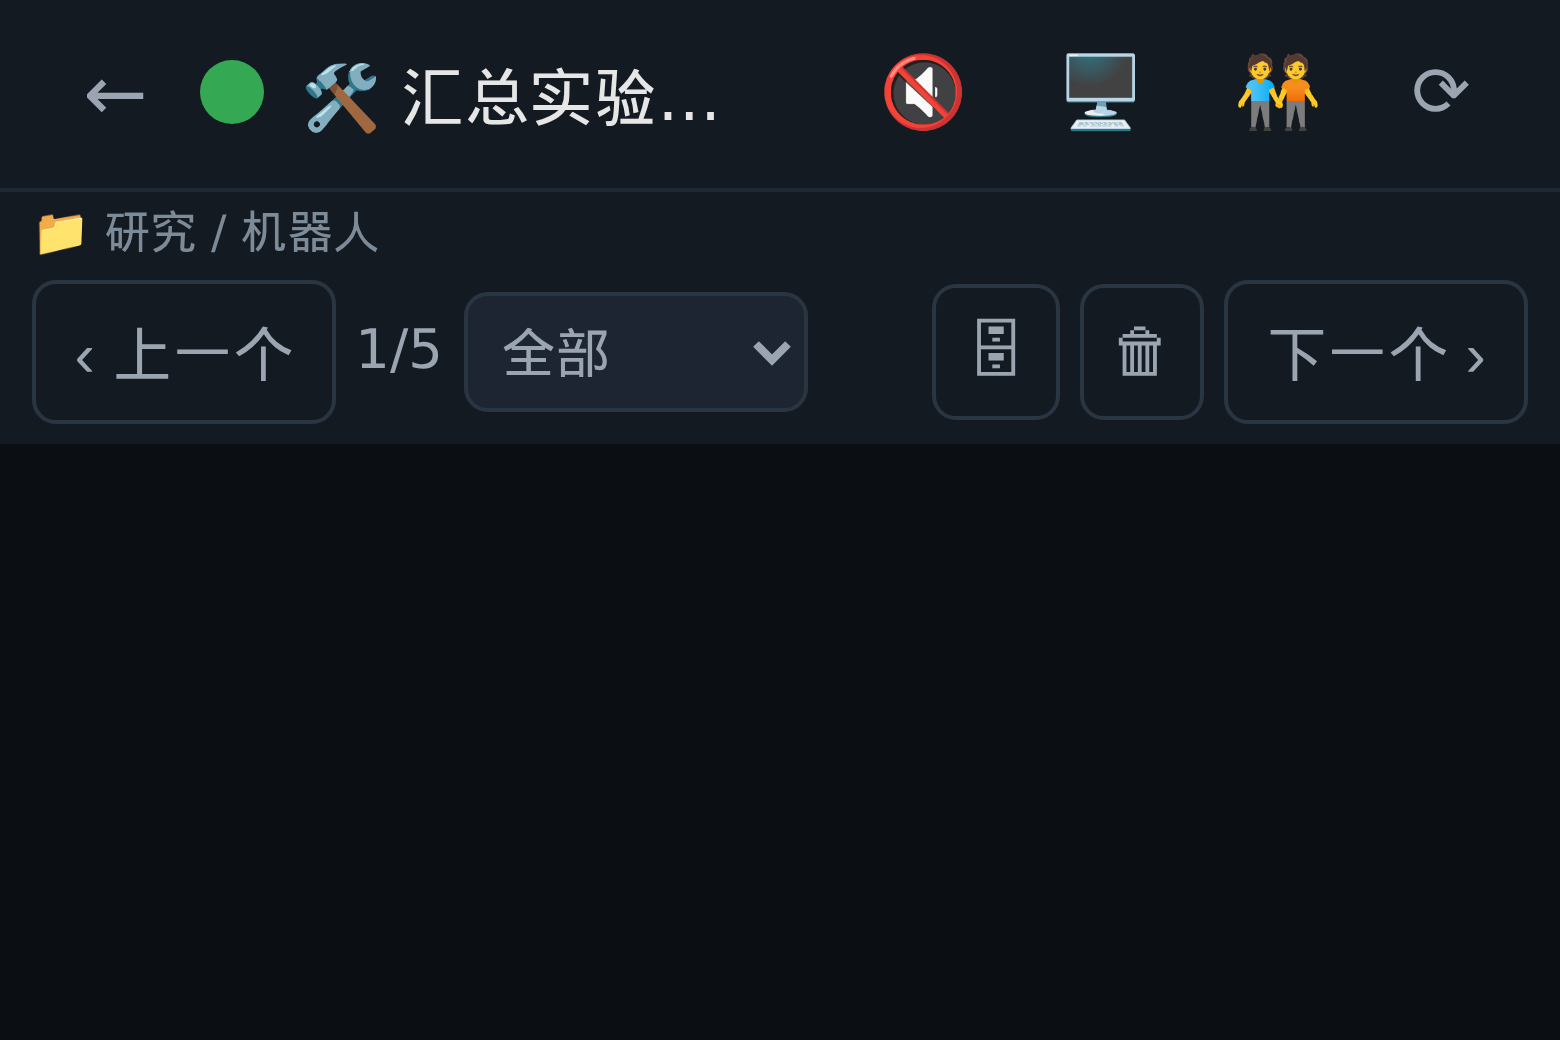 汇总实验...
研究 / 机器人
‹ 上一个 1/5 全部 下一个 ›